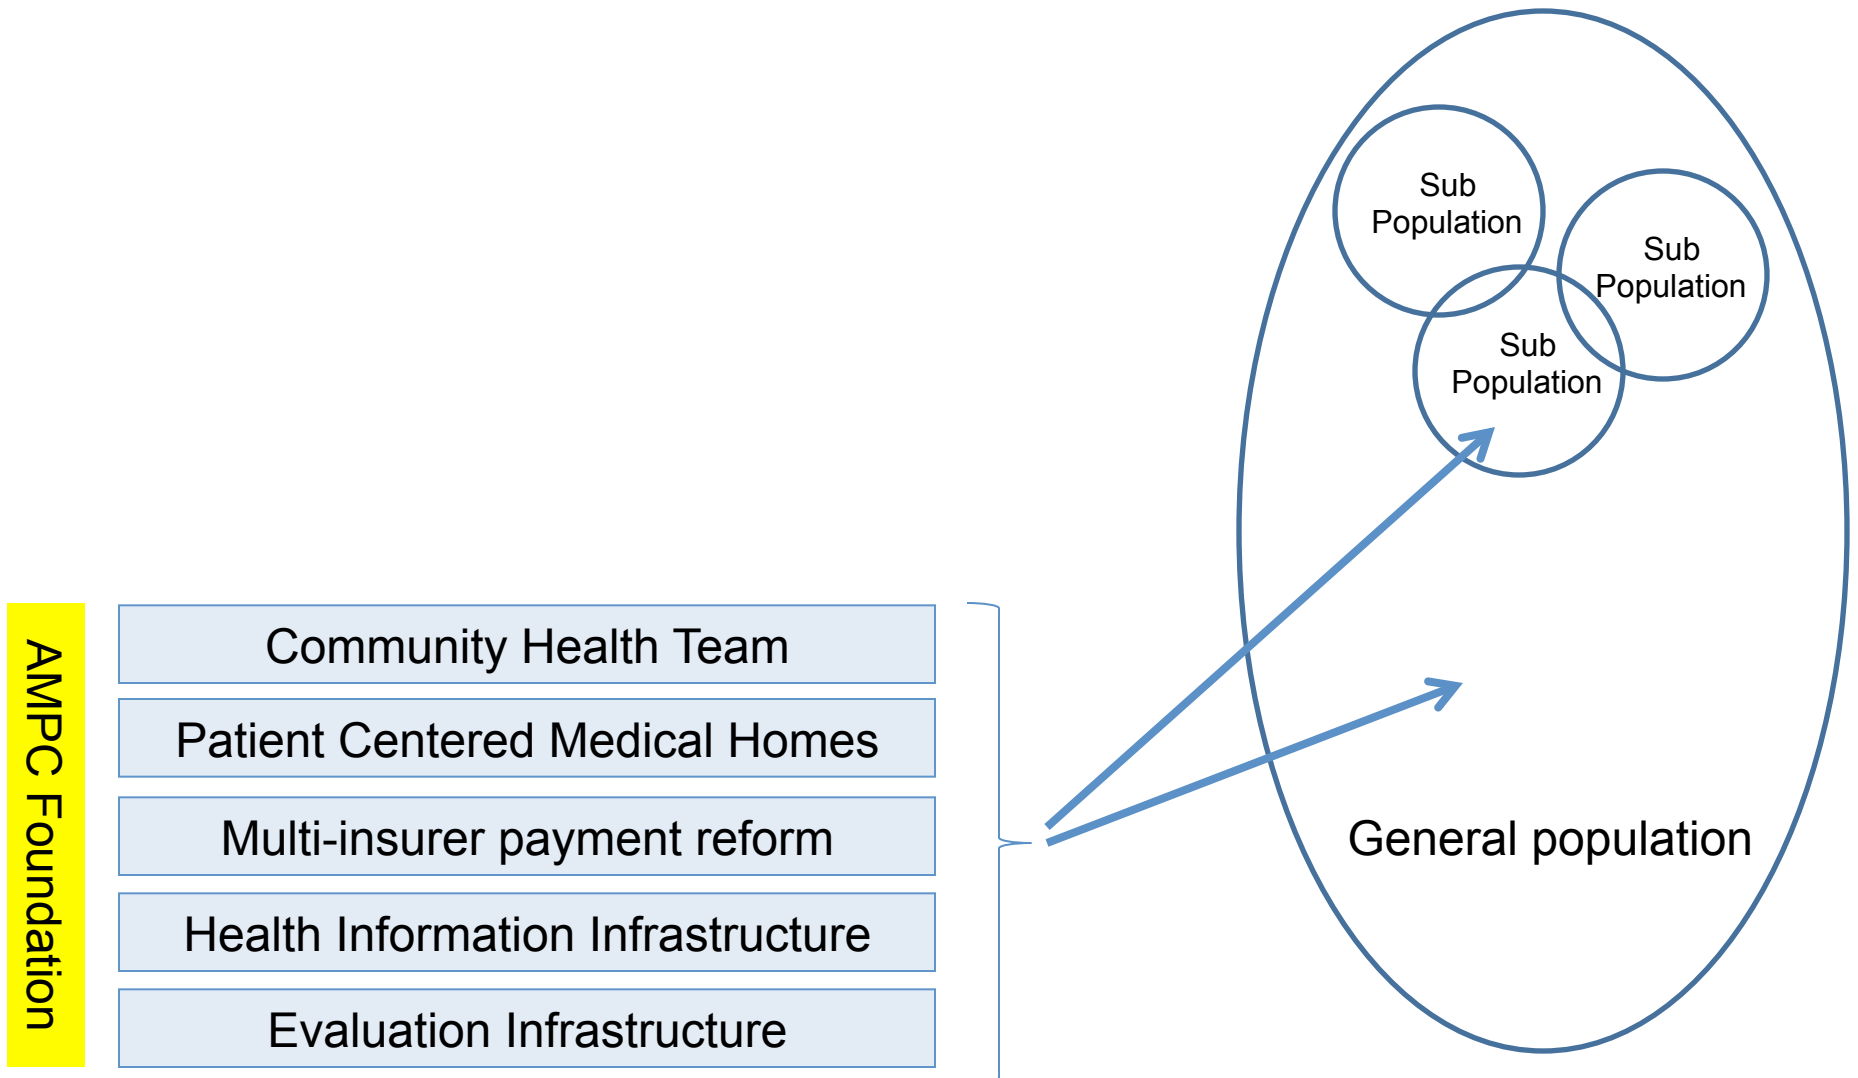 Sub
Population
Sub
Population
Sub
Population
AMPC Foundation
Community Health Team
Patient Centered Medical Homes
Multi-insurer payment reform
Health Information Infrastructure
Evaluation Infrastructure
General population